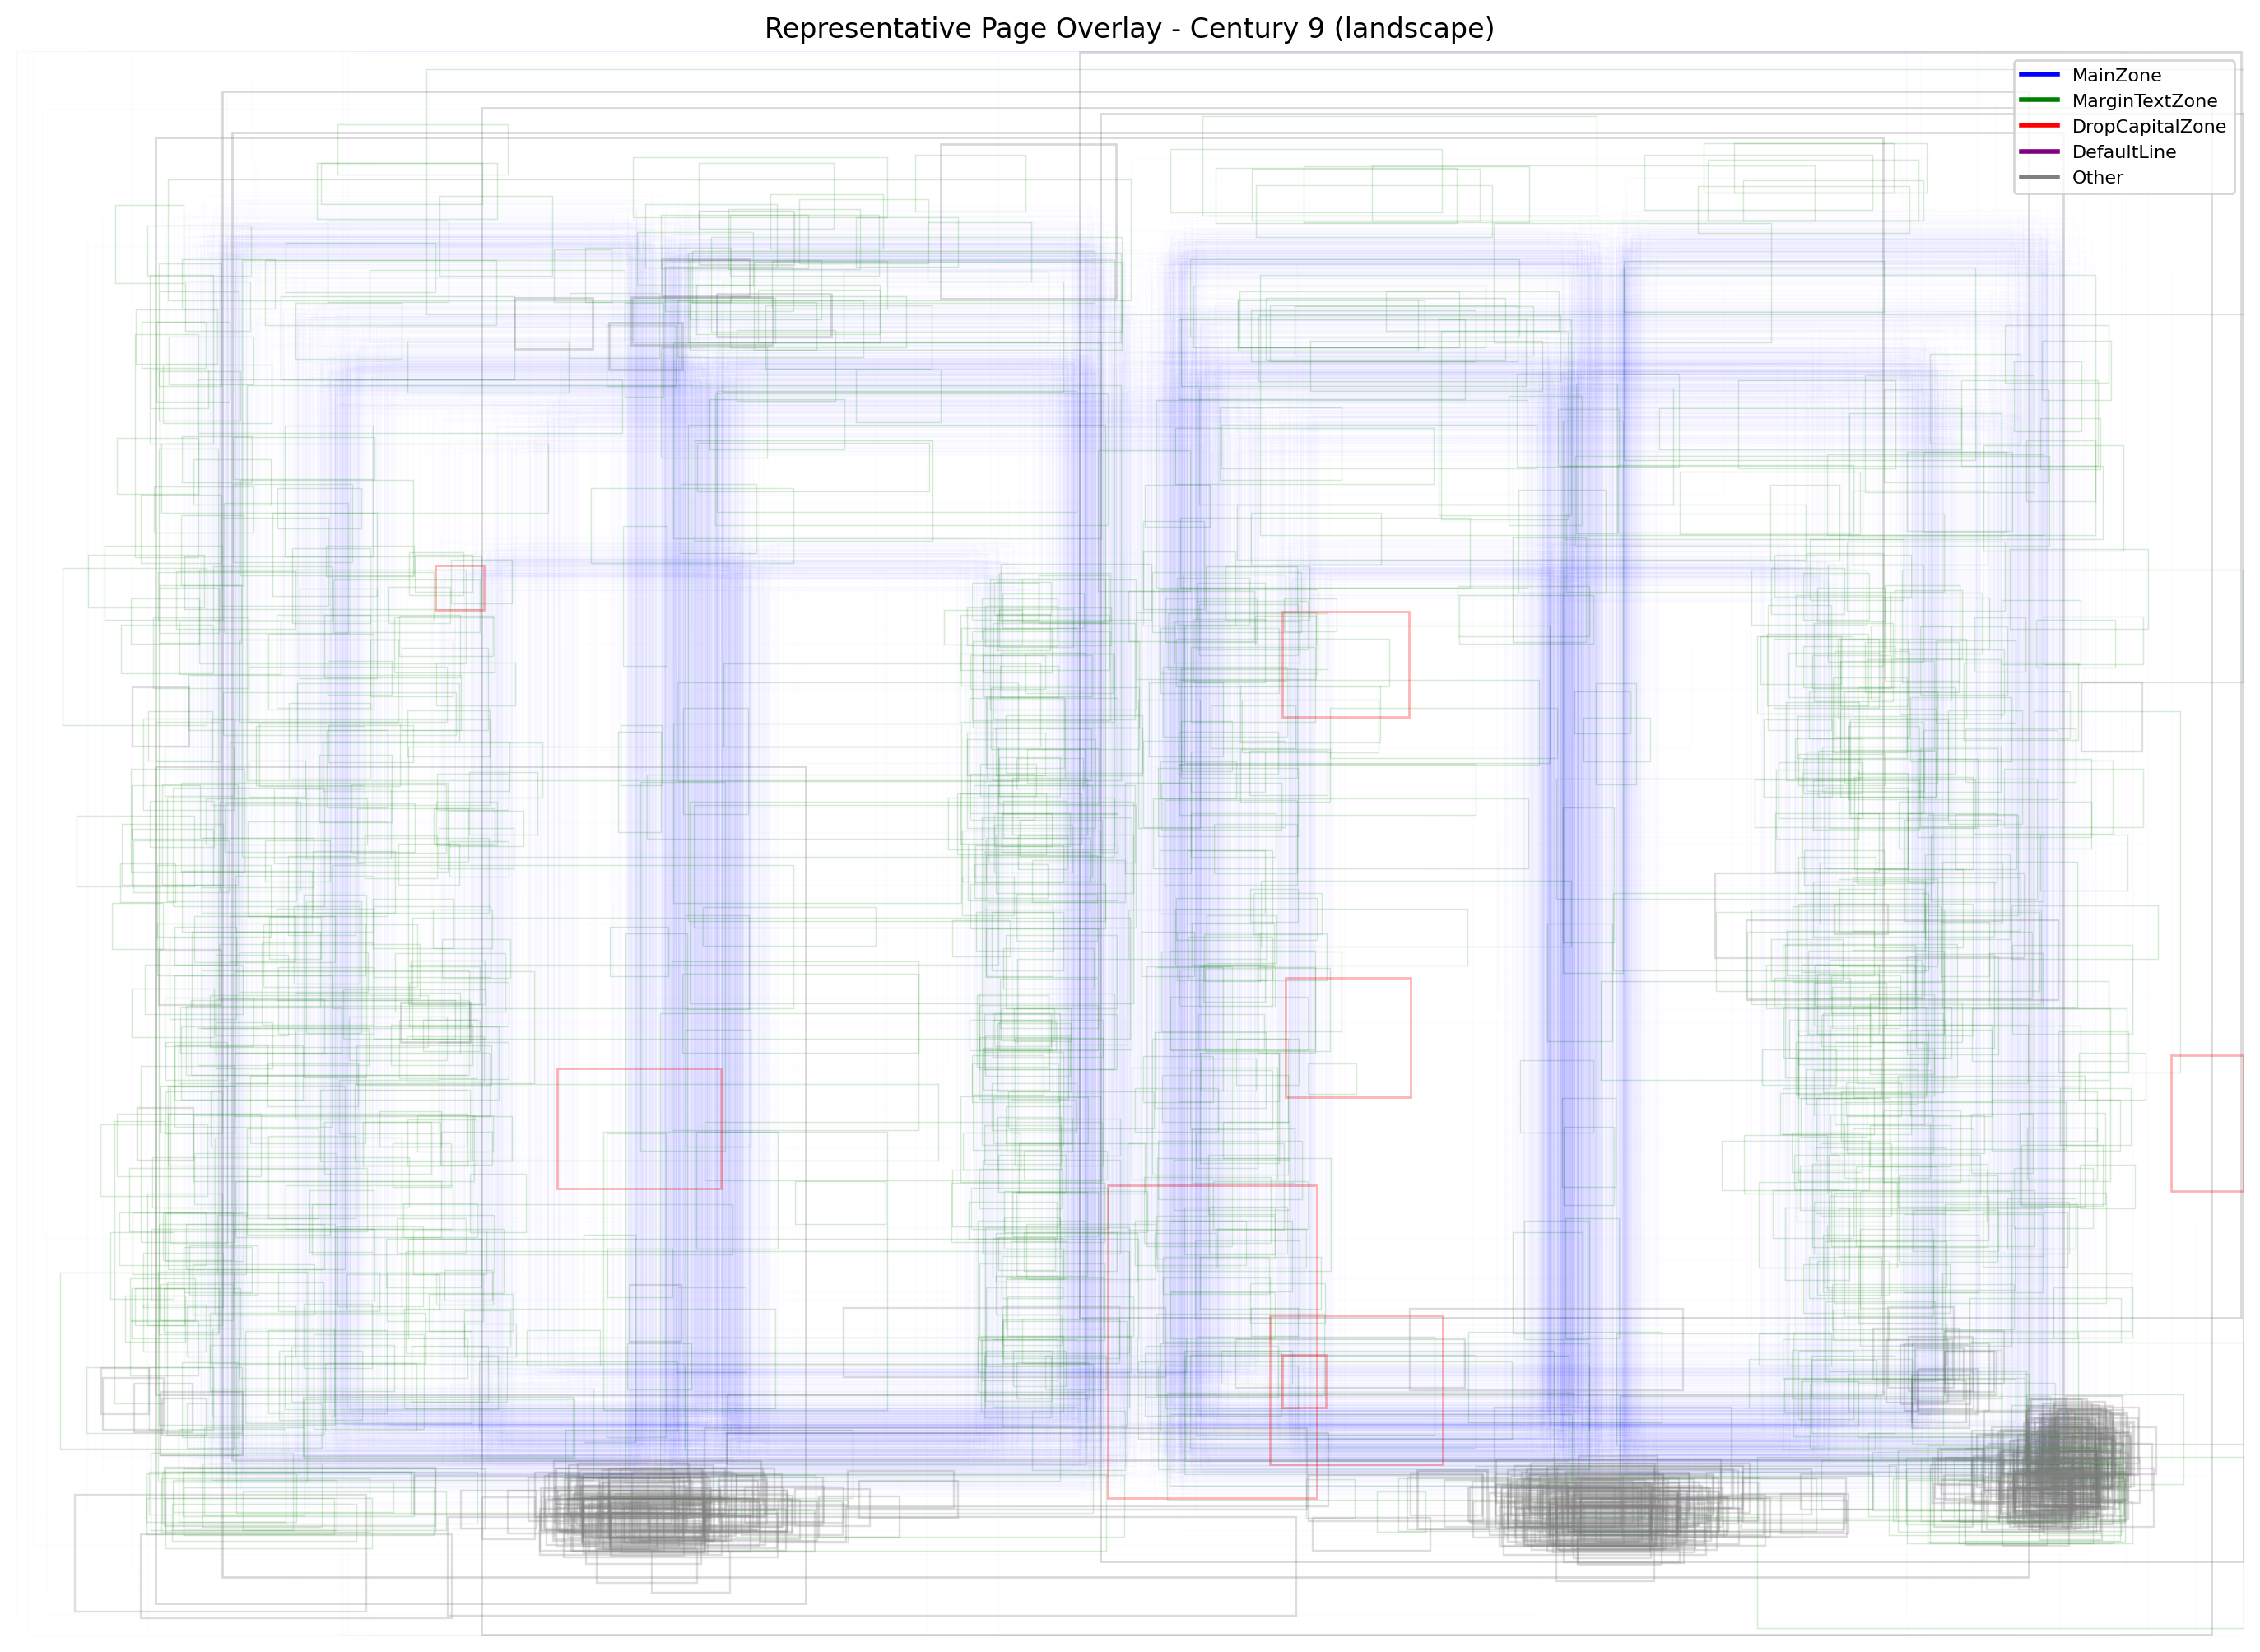 Representative Page Overlay - Century 9 (landscape)
MainZone
MarginTextZone
DropCapitalZone
DefaultLine
Other